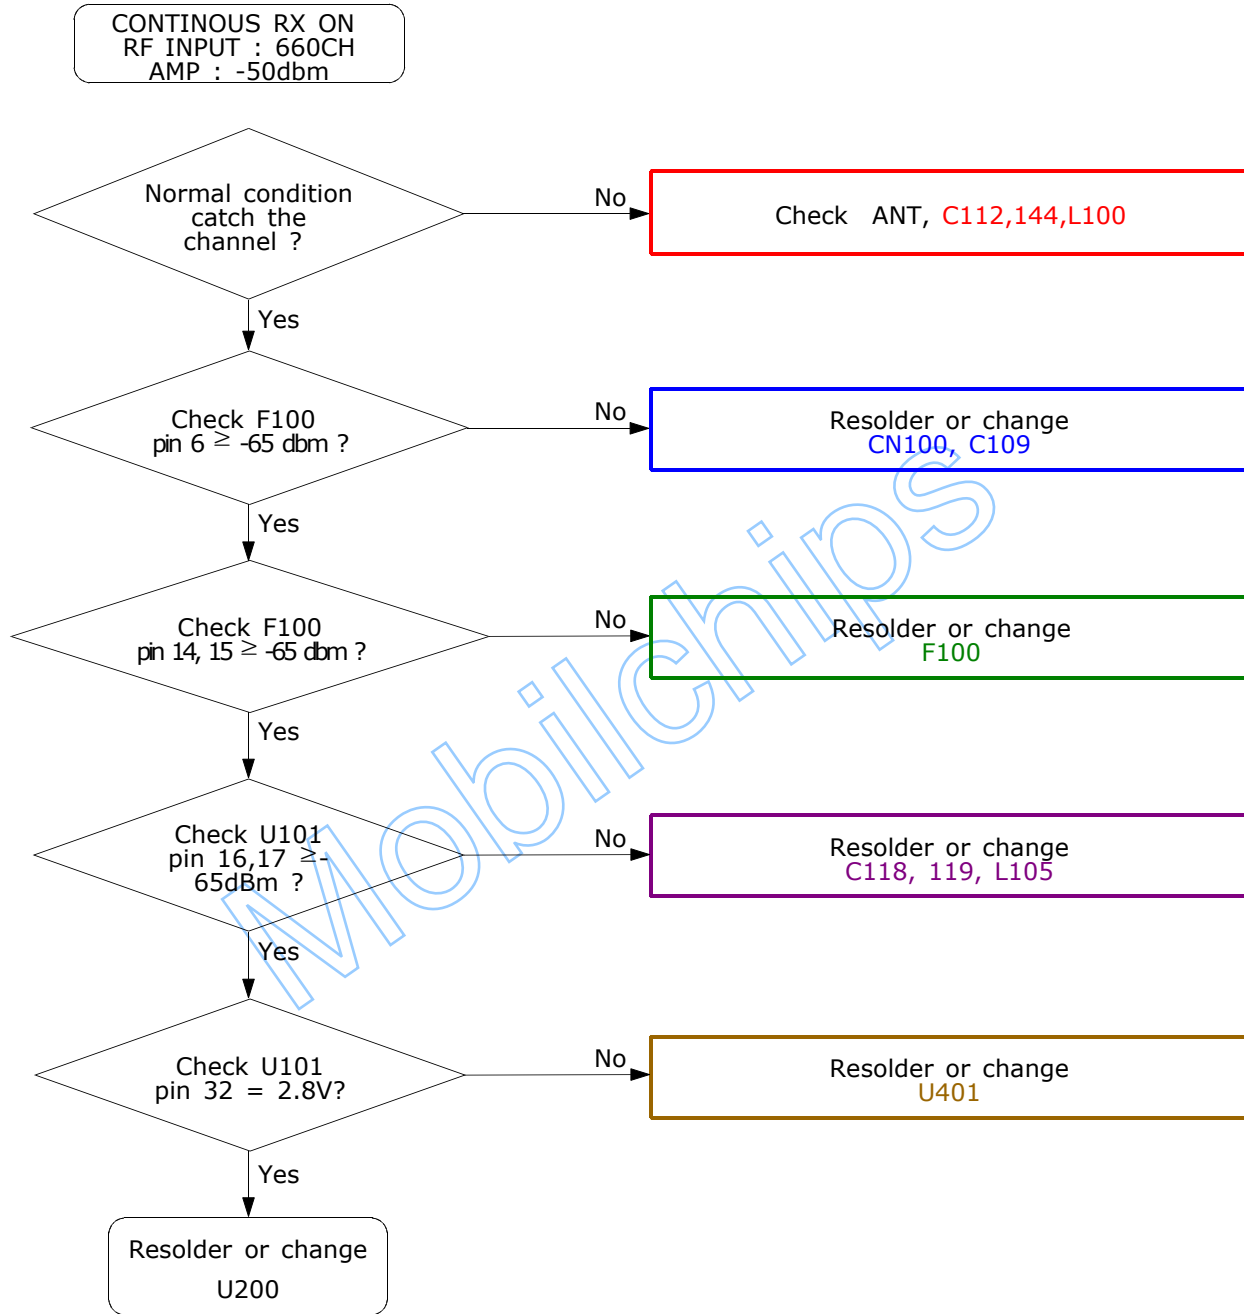 CONTINOUS RX ON
RF INPUT : 660CH
AMP : -50dbm
Normal condition
catch the
channel ?
No
Check ANT, C112,144,L100
Yes
Check F100
pin 6 ≥ -65 dbm ?
No
Resolder or change
CN100, C109
Yes
Check F100
pin 14, 15 ≥ -65 dbm ?
No
Resolder or change
F100
Yes
Check U101
pin 16,17 ≥-
65dBm ?
No
Resolder or change
C118, 119, L105
Yes
Check U101
pin 32 = 2.8V?
No
Resolder or change
U401
Yes
Resolder or change
U200
Mobilchips